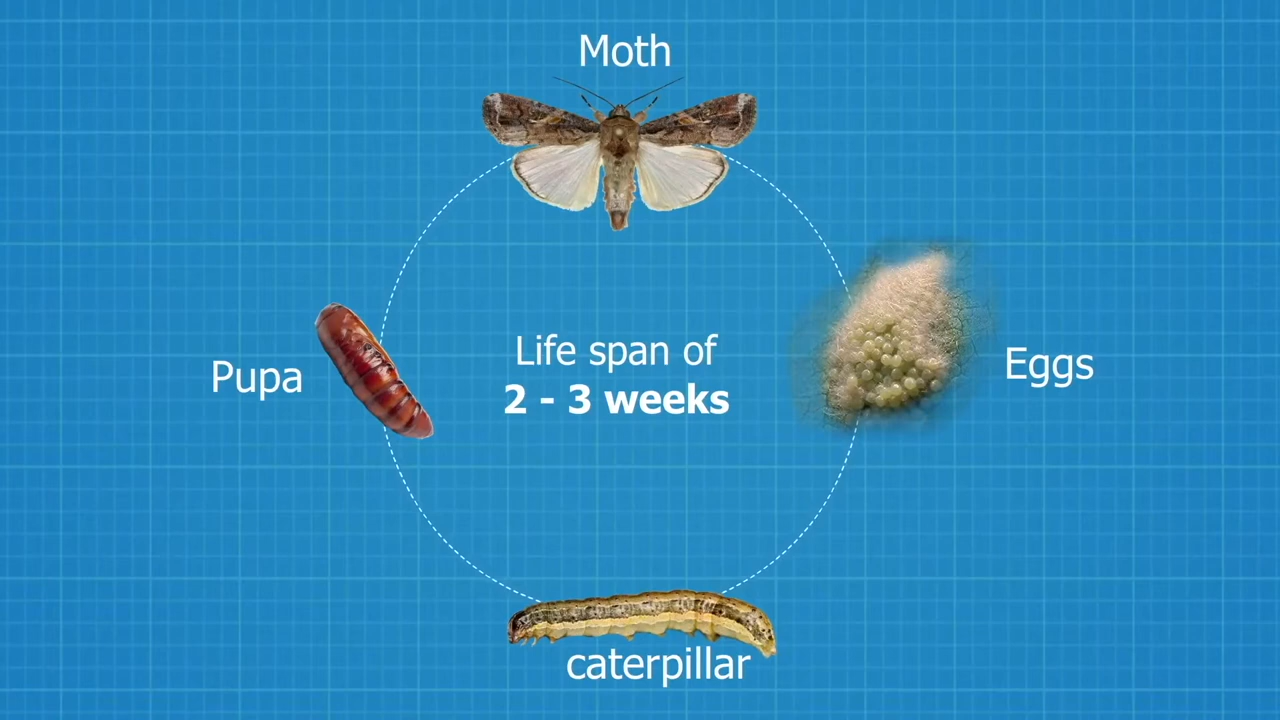 Moth
Life span of
2 - 3 weeks
Pupa
Eggs
caterpillar